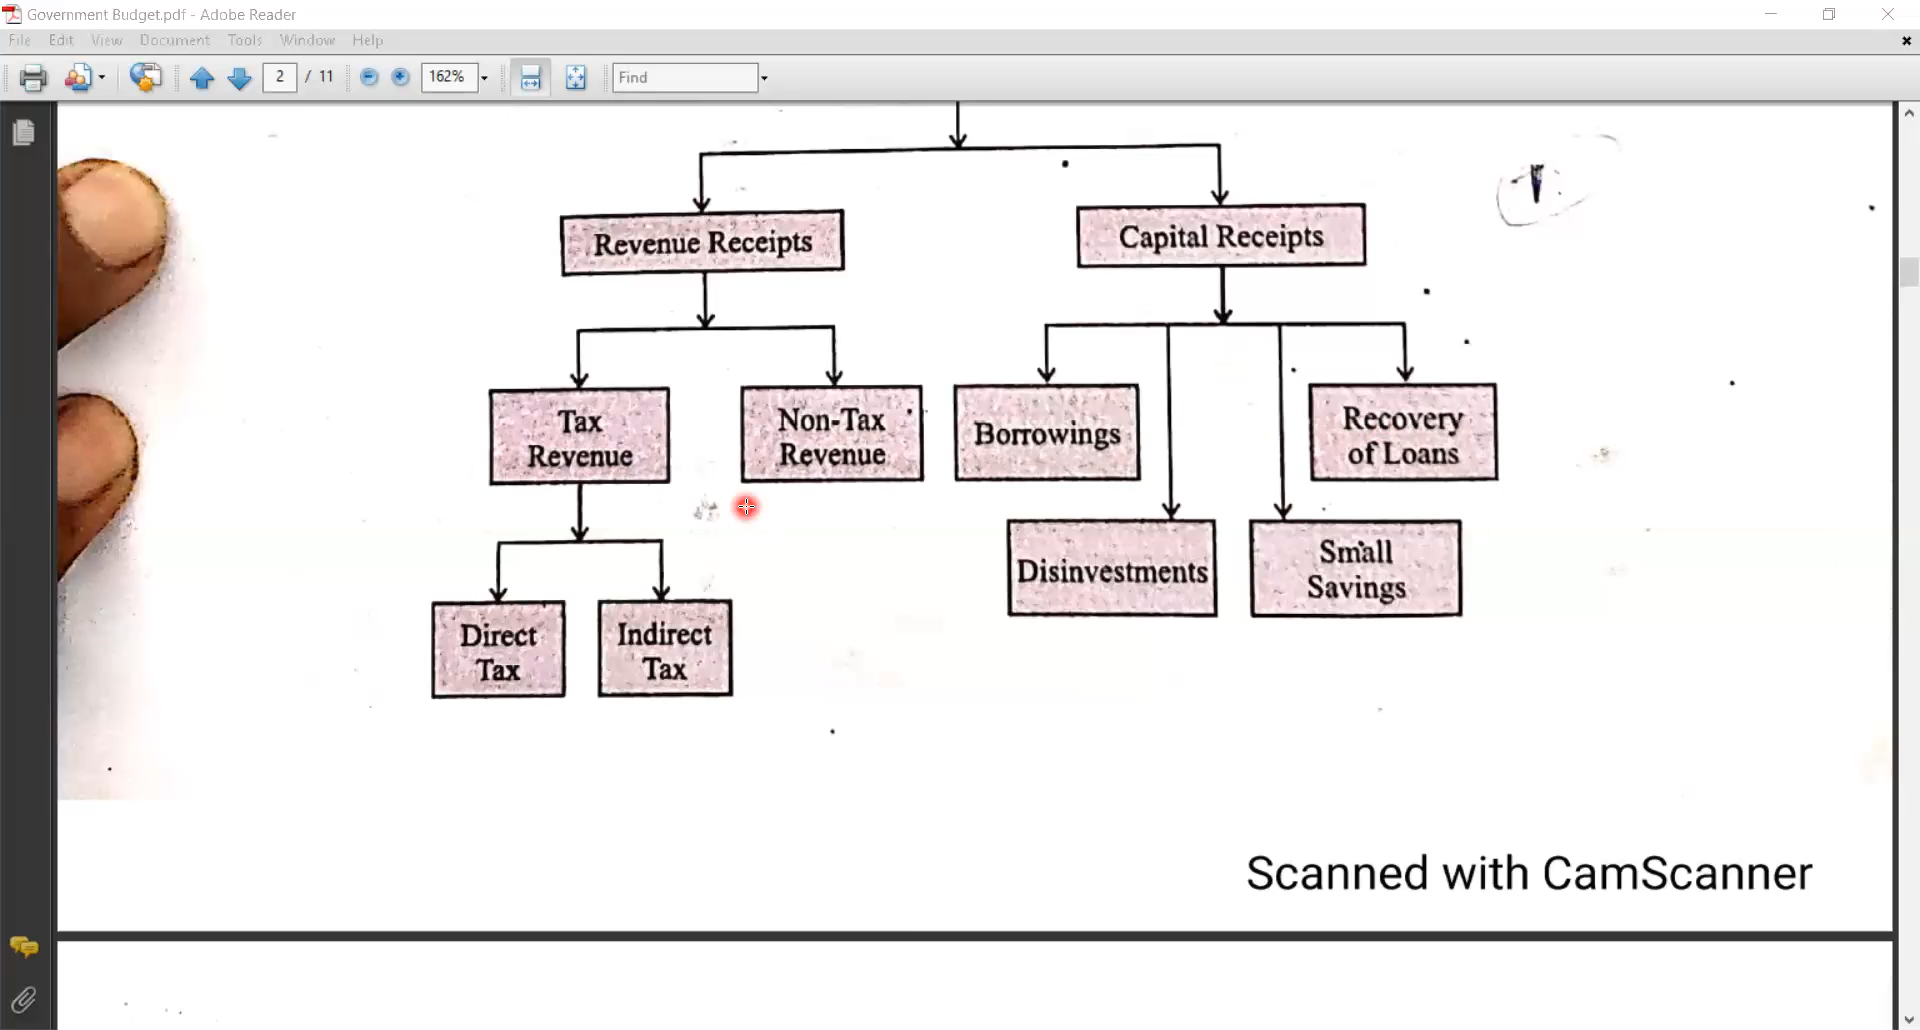 Government Budget.pdf - Adobe Reader
File Edit View Document Tools Window Help
2 / 11 162% Find
Revenue Receipts
Capital Receipts
Tax
Revenue
Non-Tax
Revenue
Borrowings
Recovery
of Loans
Disinvestments
Small
Savings
Direct
Tax
Indirect
Tax
Scanned with CamScanner